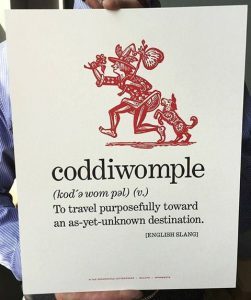 coddiwomple
(kod´ə wom pəl) (v.)
To travel purposefully toward
an as-yet-unknown destination.
[ENGLISH SLANG]